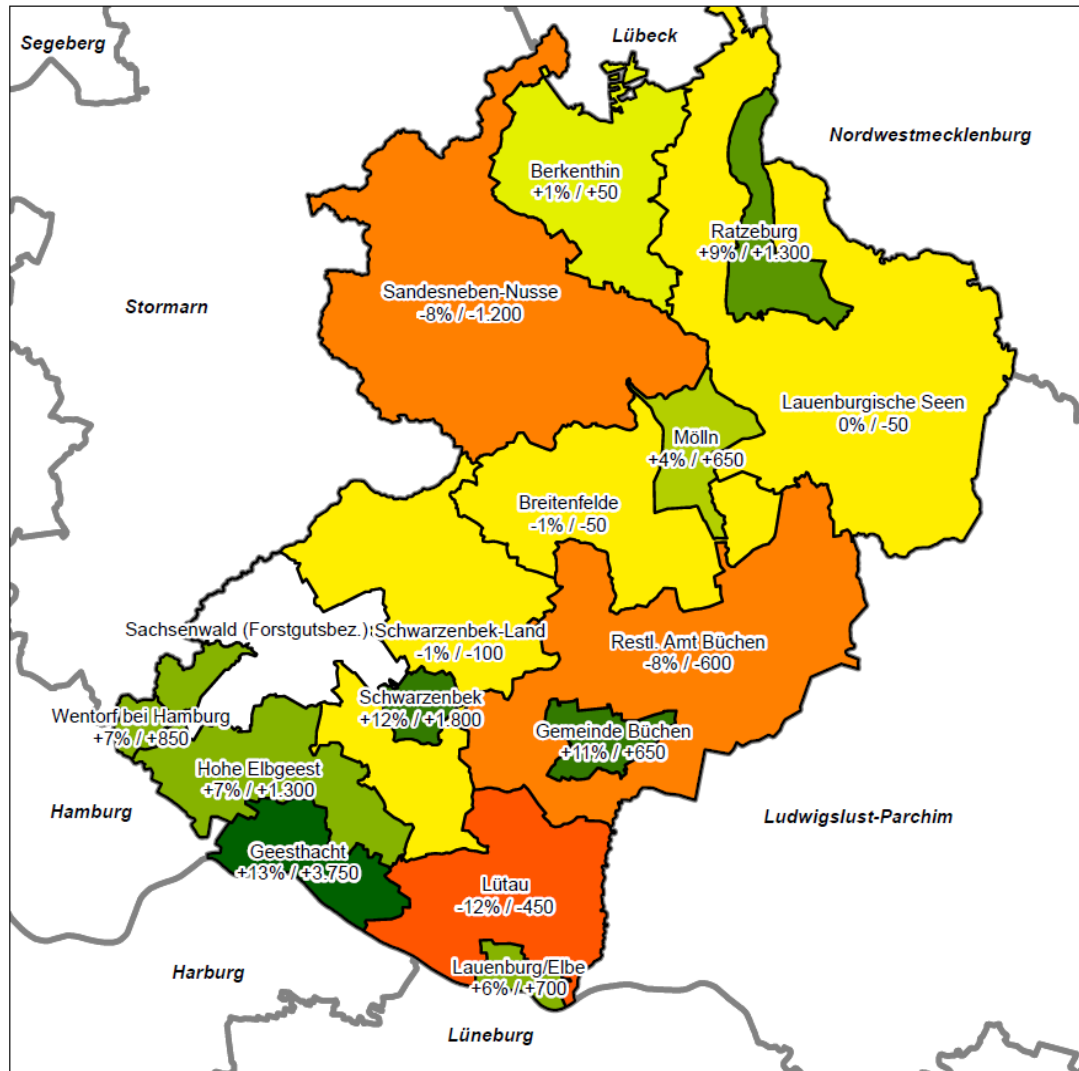 Segeberg
Lübeck
Nordwestmecklenburg
Berkenthin
+1% / +50
Ratzeburg
+9% / +1.300
Sandesneben-Nusse
-8% / -1.200
Stormarn
Lauenburgische Seen
0% / -50
Mölln
+4% / +650
Breitenfelde
-1% / -50
Sachsenwald (Forstgutsbez.)
Schwarzenbek-Land
-1% / -100
Restl. Amt Büchen
-8% / -600
Schwarzenbek
+12% / +1.800
Wentorf bei Hamburg
+7% / +850
Gemeinde Büchen
+11% / +650
Hohe Elbgeest
+7% / +1.300
Hamburg
Ludwigslust-Parchim
Geesthacht
+13% / +3.750
Lütau
-12% / -450
Lauenburg/Elbe
+6% / +700
Harburg
Lüneburg